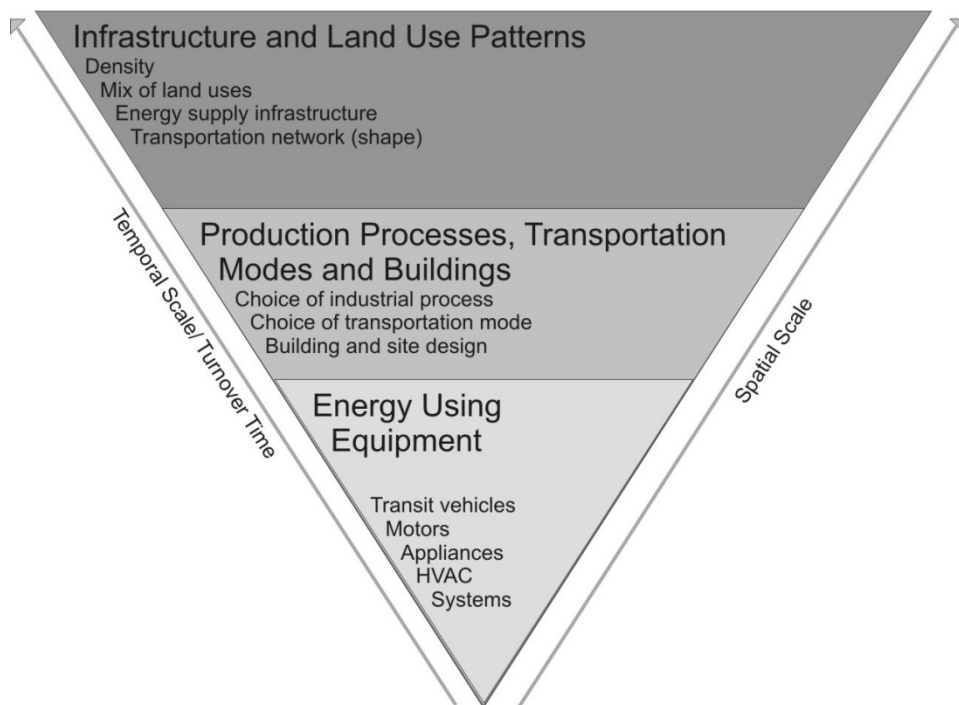 Infrastructure and Land Use Patterns
Density
Mix of land uses
Energy supply infrastructure
Transportation network (shape)
Production Processes, Transportation
Modes and Buildings
Choice of industrial process
Choice of transportation mode
Building and site design
Energy Using
Equipment
Transit vehicles
Motors
Appliances
HVAC
Systems
Temporal Scale/ Turnover Time
Spatial Scale